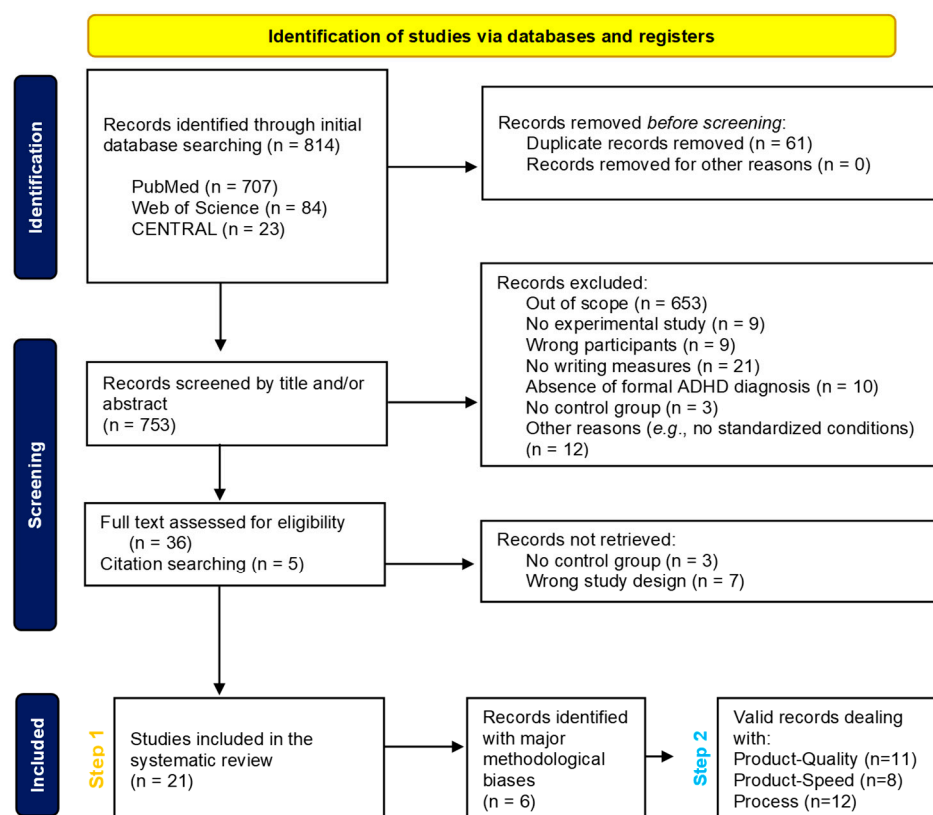 Identification of studies via databases and registers
Identification
Records identified through initial
database searching (n = 814)
PubMed (n = 707)
Web of Science (n = 84)
CENTRAL (n = 23)
Records removed before screening:
Duplicate records removed (n = 61)
Records removed for other reasons (n = 0)
Screening
Records screened by title and/or
abstract
(n = 753)
Records excluded:
Out of scope (n = 653)
No experimental study (n = 9)
Wrong participants (n = 9)
No writing measures (n = 21)
Absence of formal ADHD diagnosis (n = 10)
No control group (n = 3)
Other reasons (e.g., no standardized conditions)
(n = 12)
Full text assessed for eligibility
(n = 36)
Citation searching (n = 5)
Records not retrieved:
No control group (n = 3)
Wrong study design (n = 7)
Included
Step 1
Studies included in the
systematic review
(n = 21)
Records identified
with major
methodological
biases
(n = 6)
Step 2
Valid records dealing
with:
Product-Quality (n=11)
Product-Speed (n=8)
Process (n=12)